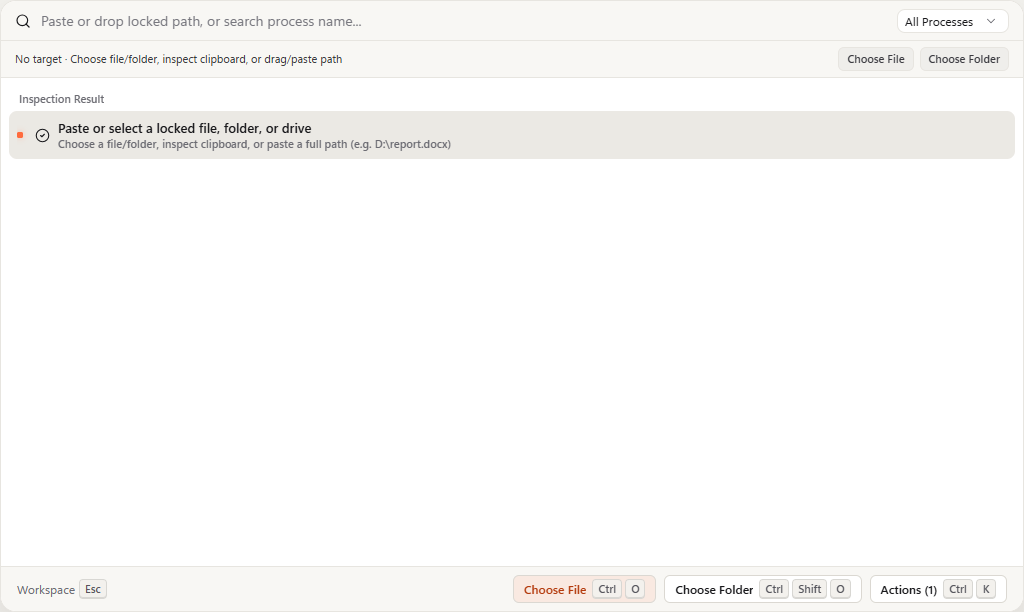 Paste or drop locked path, or search process name...
All Processes
No target · Choose file/folder, inspect clipboard, or drag/paste path
Choose File
Choose Folder
Inspection Result
Paste or select a locked file, folder, or drive
Choose a file/folder, inspect clipboard, or paste a full path (e.g. D:\report.docx)
Workspace Esc
Choose File Ctrl O
Choose Folder Ctrl Shift O
Actions (1) Ctrl K